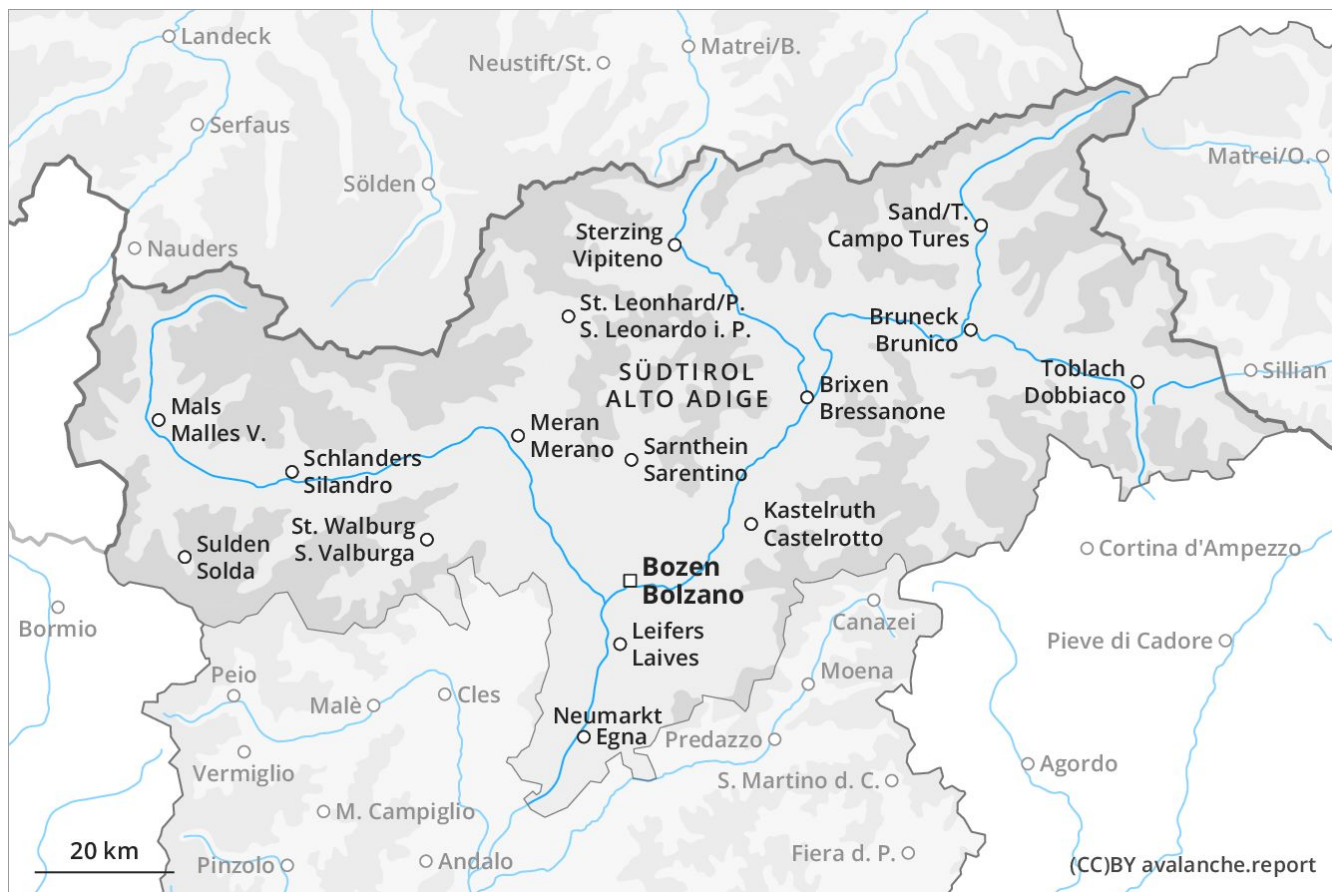 Landeck
Matrei/B.
Neustift/St.
Serfaus
Matrei/O.
Sölden
Sand/T.
Campo Tures
Sterzing
Vipiteno
Nauders
St. Leonhard/P.
S. Leonardo i. P.
Bruneck
Brunico
SÜDTIROL
ALTO ADIGE
Toblach
Dobbiaco
Sillian
Brixen
Bressanone
Mals
Malles V.
Meran
Merano
Sarnthein
Sarentino
Schlanders
Silandro
Kastelruth
Castelrotto
St. Walburg
S. Valburga
Sulden
Solda
Cortina d'Ampezzo
Bozen
Bolzano
Bormio
Canazei
Leifers
Laives
Pieve di Cadore
Peio
Moena
Malè
Cles
Neumarkt
Egna
Predazzo
Vermiglio
Agordo
S. Martino d. C.
M. Campiglio
20 km
Pinzolo
Andalo
Fiera d. P.
(CC)BY avalanche.report